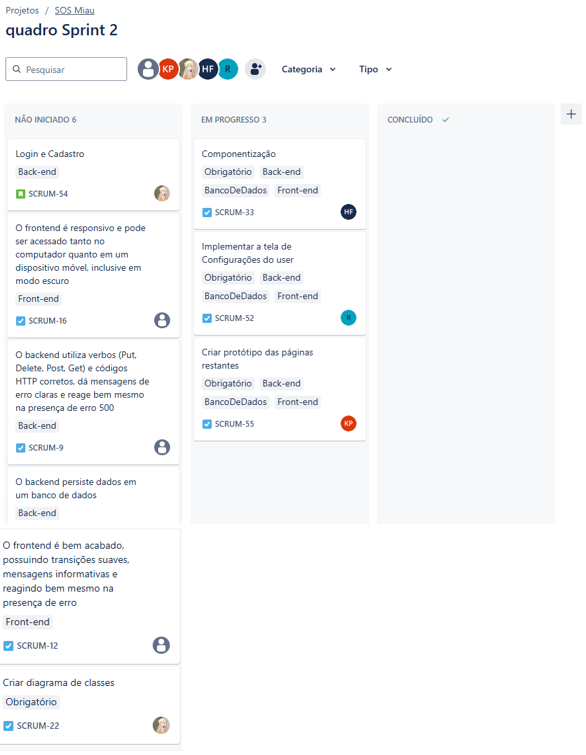 Projetos / SOS Miau
quadro Sprint 2
Pesquisar
KP
HF
R
Categoria
Tipo
NÃO INICIADO 6
Login e Cadastro
Back-end
SCRUM-54
O frontend é responsivo e pode
ser acessado tanto no
computador quanto em um
dispositivo móvel, inclusive em
modo escuro
Front-end
SCRUM-16
O backend utiliza verbos (Put,
Delete, Post, Get) e códigos
HTTP corretos, dá mensagens de
erro claras e reage bem mesmo
na presença de erro 500
Back-end
SCRUM-9
O backend persiste dados em
um banco de dados
Back-end
O frontend é bem acabado,
possuindo transições suaves,
mensagens informativas e
reagindo bem mesmo na
presença de erro
Front-end
SCRUM-12
Criar diagrama de classes
Obrigatório
SCRUM-22
EM PROGRESSO 3
Componentização
Obrigatório Back-end
BancoDeDados Front-end
SCRUM-33 HF
Implementar a tela de
Configurações do user
Obrigatório Back-end
BancoDeDados Front-end
SCRUM-52 R
Criar protótipo das páginas
restantes
Obrigatório Back-end
BancoDeDados Front-end
SCRUM-55 KP
CONCLUÍDO